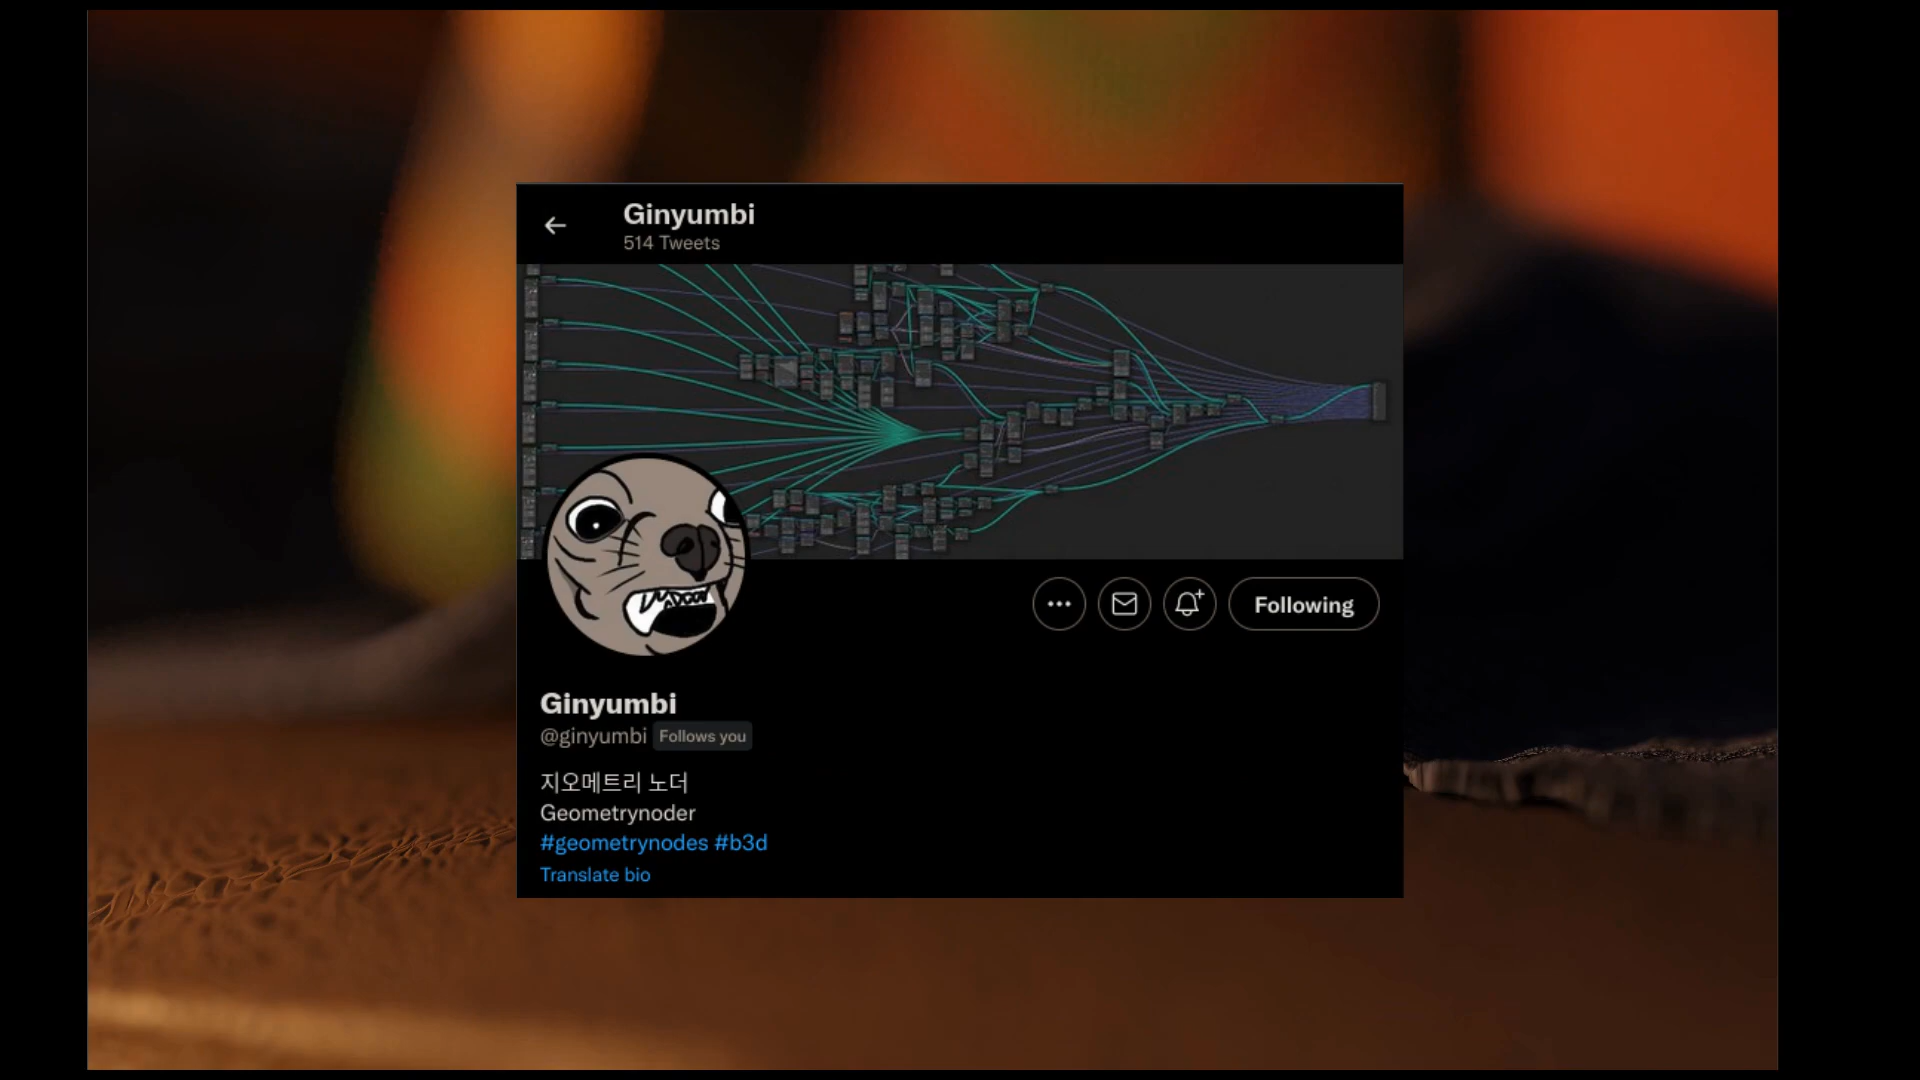 Ginyumbi
514 Tweets
Following
Ginyumbi
@ginyumbi Follows you
지오메트리 노더
Geometrynoder
#geometrynodes #b3d
Translate bio